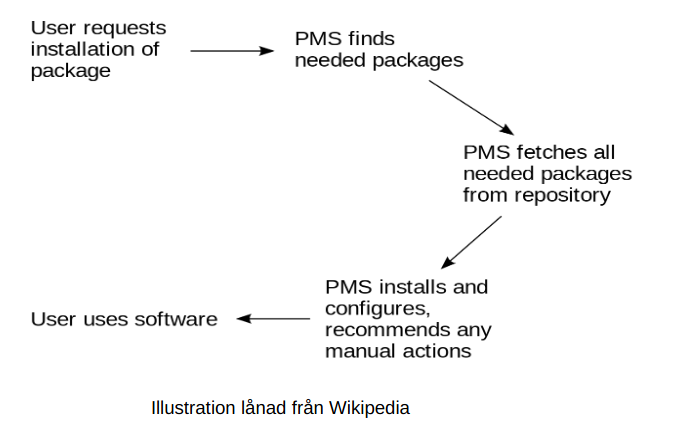 User requests
installation of
package
PMS finds
needed packages
PMS fetches all
needed packages
from repository
PMS installs and
configures,
recommends any
manual actions
User uses software
Illustration lånad från Wikipedia